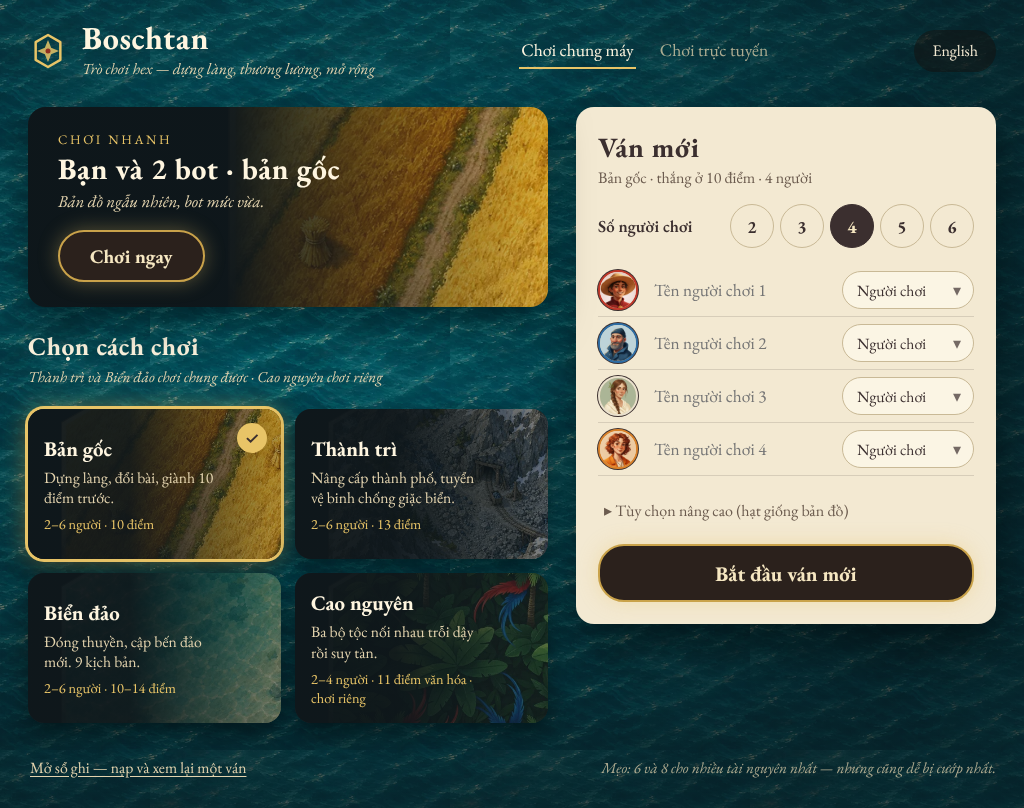 Boschtan
Trò chơi hex — dựng làng, thương lượng, mở rộng
Chơi chung máy
Chơi trực tuyến
English
CHƠI NHANH
Bạn và 2 bot · bản gốc
Bản đồ ngẫu nhiên, bot mức vừa.
Chơi ngay
Chọn cách chơi
Thành trì và Biển đảo chơi chung được · Cao nguyên chơi riêng
Bản gốc
Dựng làng, đổi bài, giành 10
điểm trước.
2–6 người · 10 điểm
Thành trì
Nâng cấp thành phố, tuyển
vệ binh chống giặc biển.
2–6 người · 13 điểm
Biển đảo
Đóng thuyền, cập bến đảo
mới. 9 kịch bản.
2–6 người · 10–14 điểm
Cao nguyên
Ba bộ tộc nối nhau trỗi dậy
rồi suy tàn.
2–4 người · 11 điểm văn hóa ·
chơi riêng
Ván mới
Bản gốc · thắng ở 10 điểm · 4 người
Số người chơi 2 3 4 5 6
Tên người chơi 1 Người chơi ▾
Tên người chơi 2 Người chơi ▾
Tên người chơi 3 Người chơi ▾
Tên người chơi 4 Người chơi ▾
▸ Tùy chọn nâng cao (hạt giống bản đồ)
Bắt đầu ván mới
Mở sổ ghi — nạp và xem lại một ván
Mẹo: 6 và 8 cho nhiều tài nguyên nhất — nhưng cũng dễ bị cướp nhất.